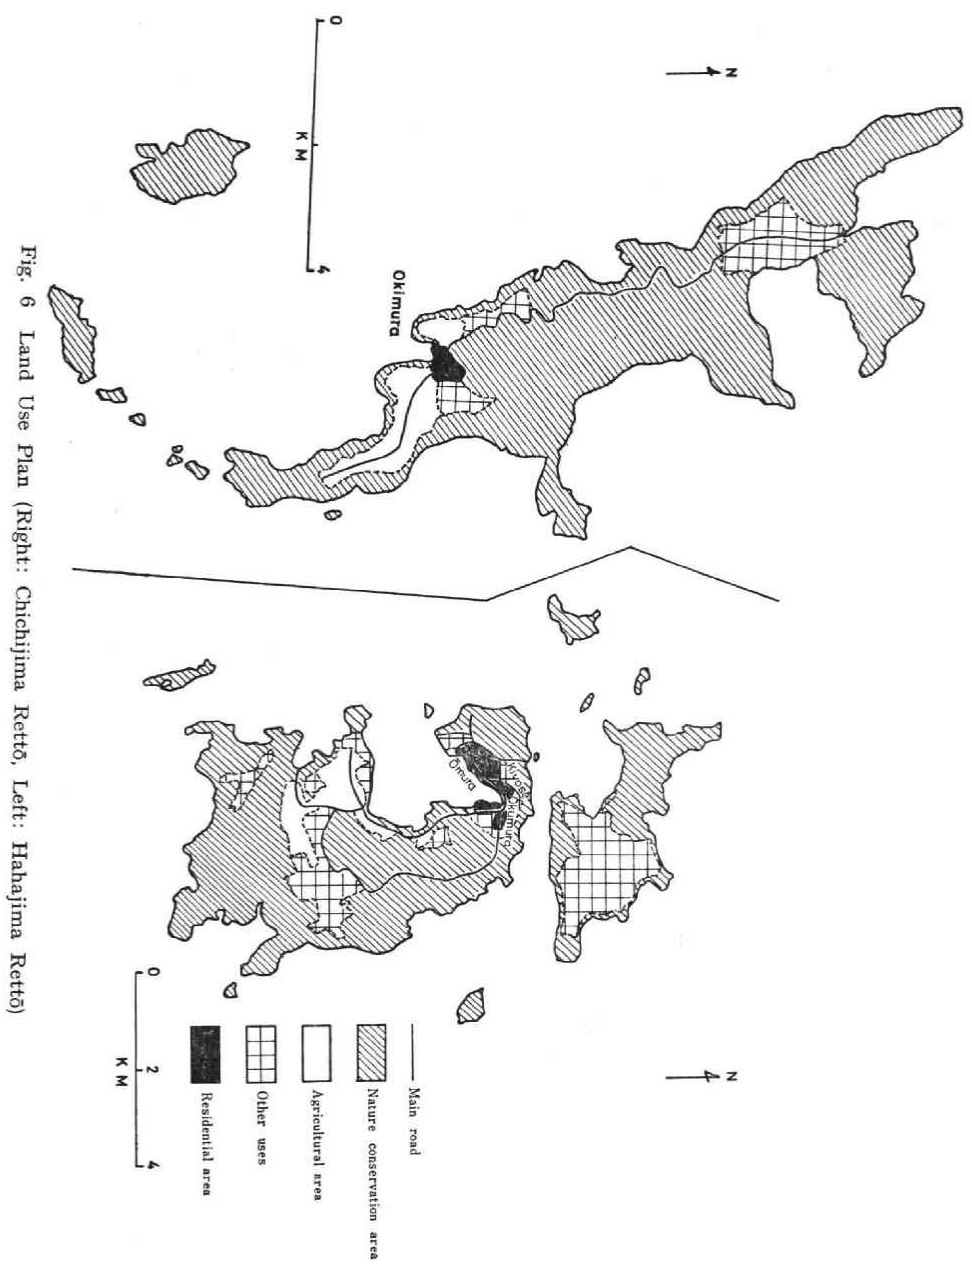 N
0
4
KM
Okimura
N
Ōmura
Okumura
Main road
Nature conservation area
Agricultural area
Other uses
Residential area
0
2
4
KM
Fig. 6 Land Use Plan (Right: Chichijima Rettō, Left: Hahajima Rettō)